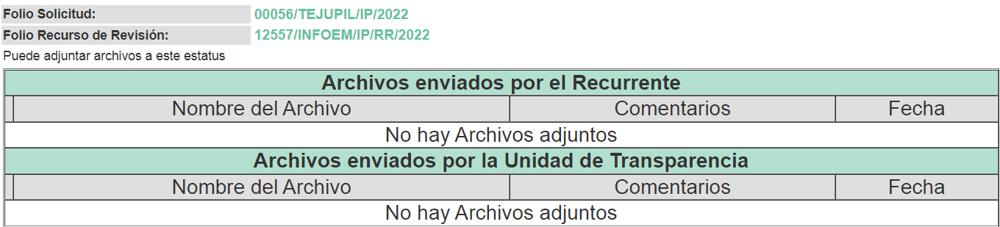 Folio Solicitud: 00056/TEJUPIL/IP/2022
Folio Recurso de Revisión: 12557/INFOEM/IP/RR/2022
Puede adjuntar archivos a este estatus
Archivos enviados por el Recurrente
Nombre del Archivo Comentarios Fecha
No hay Archivos adjuntos
Archivos enviados por la Unidad de Transparencia
Nombre del Archivo Comentarios Fecha
No hay Archivos adjuntos